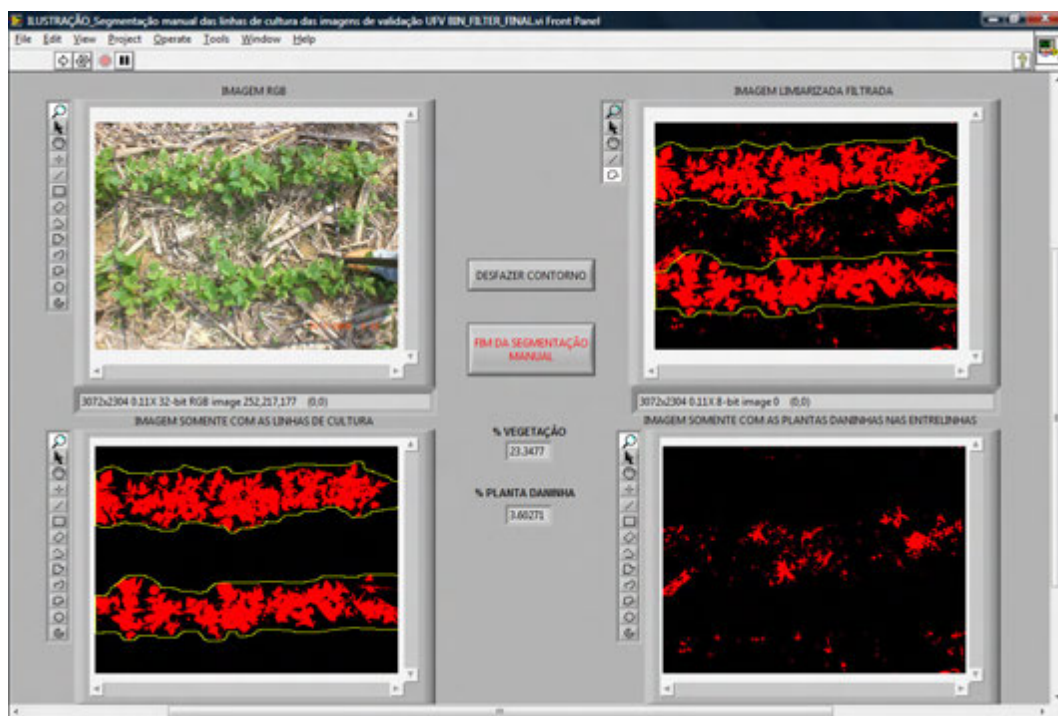 ILUSTRAÇÃO_Segmentação manual das linhas de cultura das imagens de validação UFV BIN_FILTER_FINAL.vi Front Panel
File Edit View Project Operate Tools Window Help
IMAGEM RGB
IMAGEM LIMIARIZADA FILTRADA
DESFAZER CONTORNO
FIM DA SEGMENTAÇÃO
MANUAL
3072x2304 0.11X 32-bit RGB image 252,217,177 (0,0)
3072x2304 0.11X 8-bit image 0 (0,0)
IMAGEM SOMENTE COM AS LINHAS DE CULTURA
IMAGEM SOMENTE COM AS PLANTAS DANINHAS NAS ENTRELINHAS
% VEGETAÇÃO
23.3477
% PLANTA DANINHA
3.60271